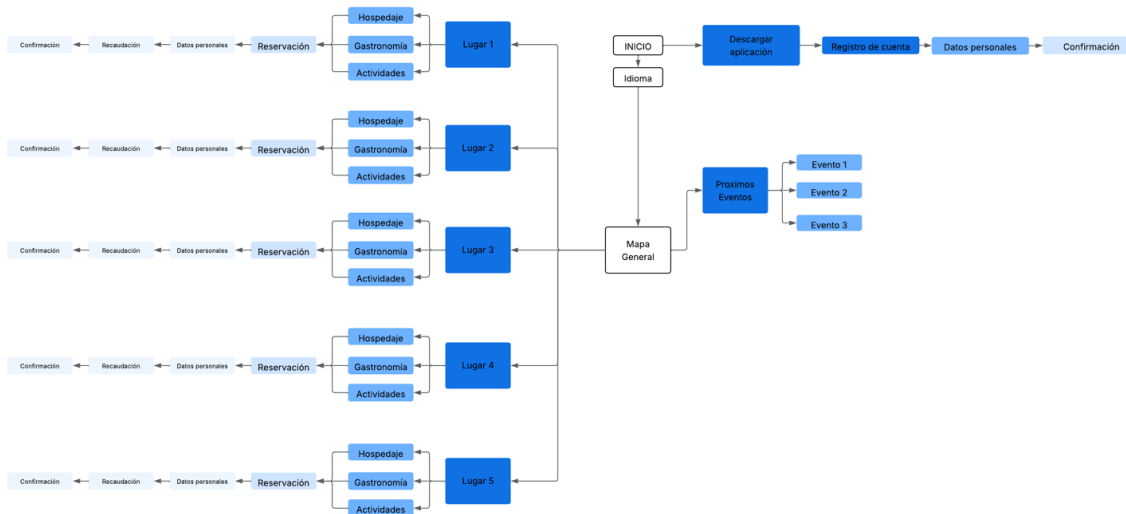 Hospedaje
Confirmación
Recaudación
Datos personales
Reservación
Gastronomía
Lugar 1
Actividades
INICIO
Idioma
Descargar
aplicación
Registro de cuenta
Datos personales
Confirmación
Hospedaje
Confirmación
Recaudación
Datos personales
Reservación
Gastronomía
Lugar 2
Actividades
Proximos
Eventos
Evento 1
Evento 2
Evento 3
Hospedaje
Confirmación
Recaudación
Datos personales
Reservación
Gastronomía
Lugar 3
Actividades
Mapa
General
Hospedaje
Confirmación
Recaudación
Datos personales
Reservación
Gastronomía
Lugar 4
Actividades
Hospedaje
Confirmación
Recaudación
Datos personales
Reservación
Gastronomía
Lugar 5
Actividades